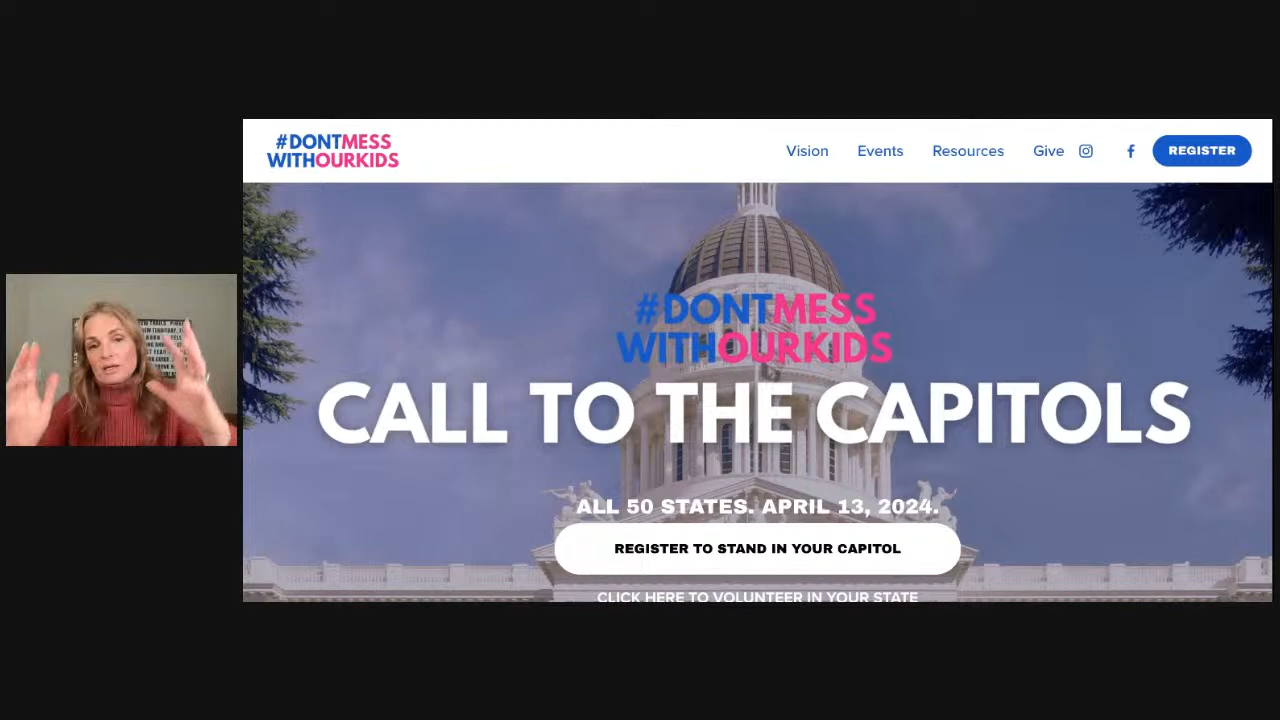 #DONTMESS
WITHOURKIDS
Vision
Events
Resources
Give
REGISTER
#DONTMESS
WITHOURKIDS
CALL TO THE CAPITOLS
ALL 50 STATES. APRIL 13, 2024.
REGISTER TO STAND IN YOUR CAPITOL
CLICK HERE TO VOLUNTEER IN YOUR STATE